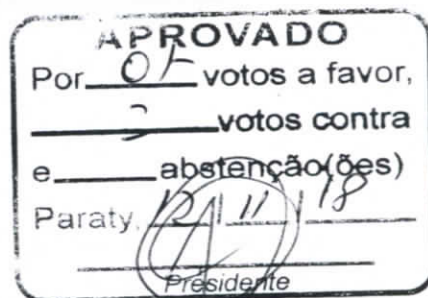 APROVADO
Por 07 votos a favor,
votos contra
e abstenção(ões)
Paraty, 12/11/18
Presidente